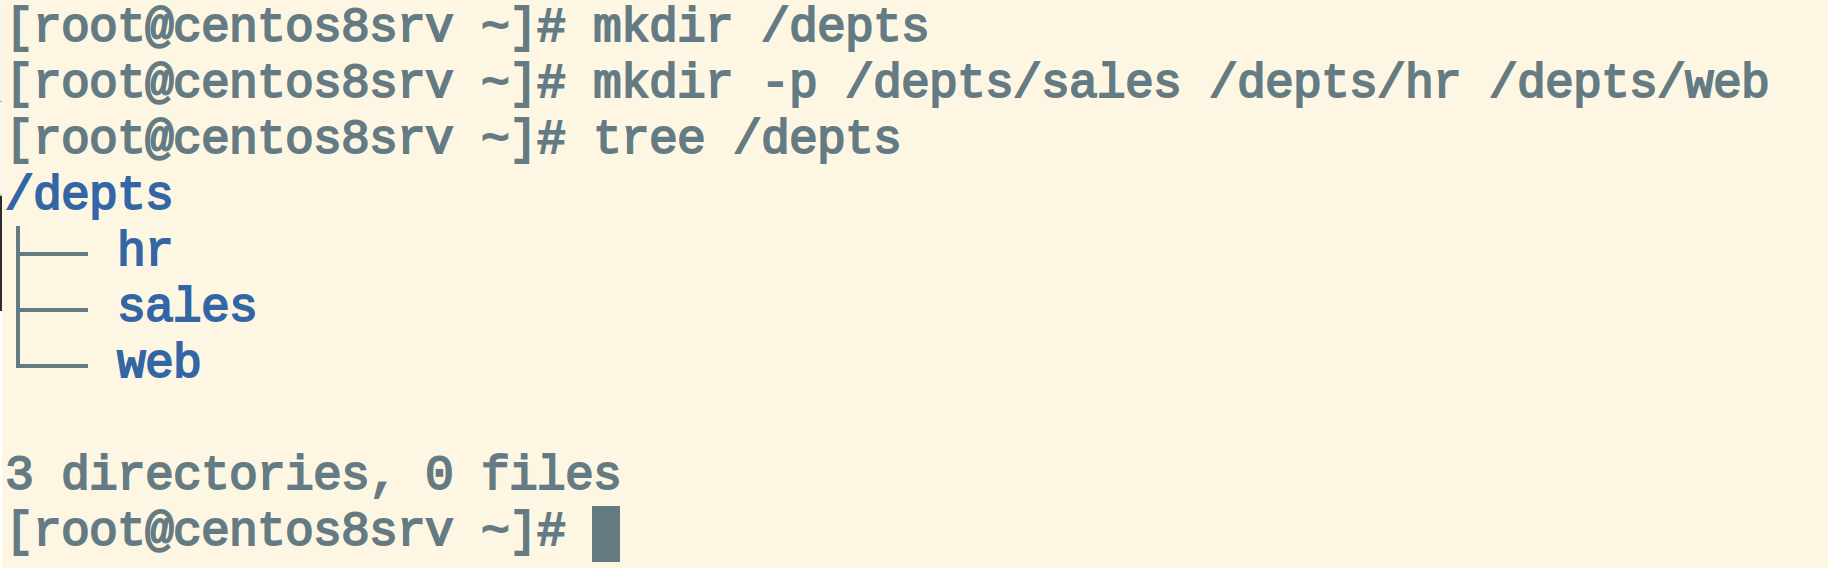 [root@centos8srv ~]# mkdir /depts
[root@centos8srv ~]# mkdir -p /depts/sales /depts/hr /depts/web
[root@centos8srv ~]# tree /depts
/depts
├── hr
├── sales
└── web
3 directories, 0 files
[root@centos8srv ~]#